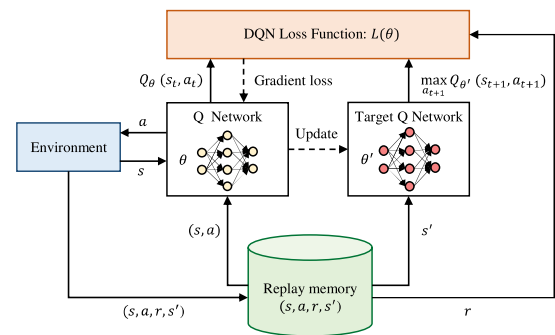 DQN Loss Function: L(θ)
Q_θ (s_t, a_t)
Gradient loss
max_{a_{t+1}} Q_{θ'} (s_{t+1}, a_{t+1})
Q Network
Target Q Network
a
Update
Environment
θ
θ'
s
(s, a)
s'
Replay memory
(s, a, r, s')
(s, a, r, s')
r